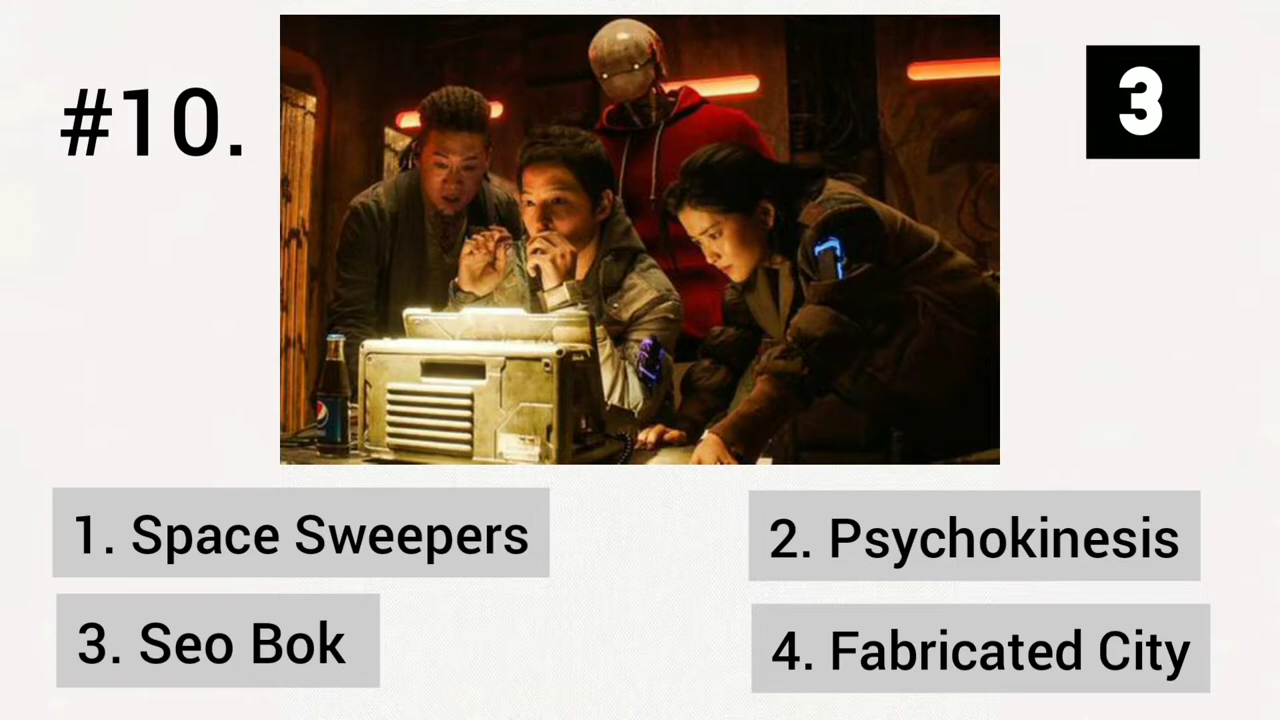 #10.
3
1. Space Sweepers
2. Psychokinesis
3. Seo Bok
4. Fabricated City